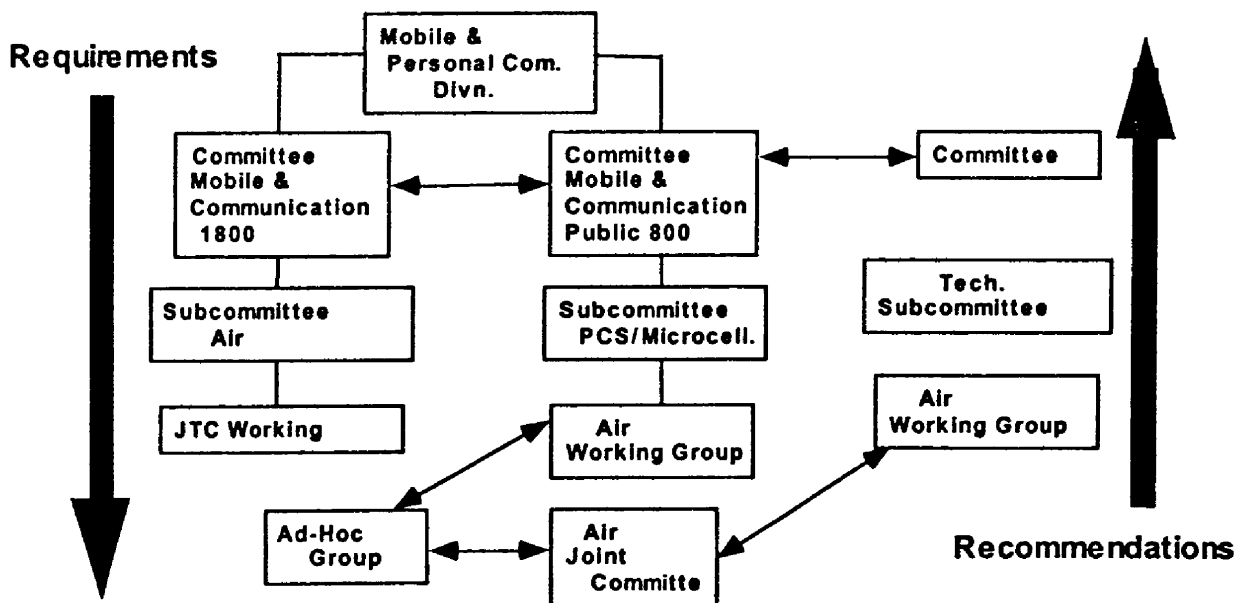 Requirements
Mobile &
Personal Com.
Divn.
Committee
Mobile &
Communication
1800
Committee
Mobile &
Communication
Public 800
Committee
Subcommittee
Air
Subcommittee
PCS/Microcell.
Tech.
Subcommittee
JTC Working
Air
Working Group
Air
Working Group
Ad-Hoc
Group
Air
Joint
Committe
Recommendations